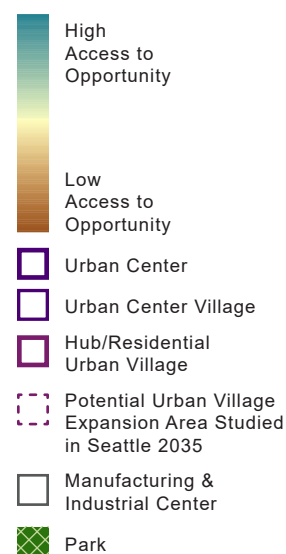 High
Access to
Opportunity
Low
Access to
Opportunity
Urban Center
Urban Center Village
Hub/Residential
Urban Village
Potential Urban Village
Expansion Area Studied
in Seattle 2035
Manufacturing &
Industrial Center
Park